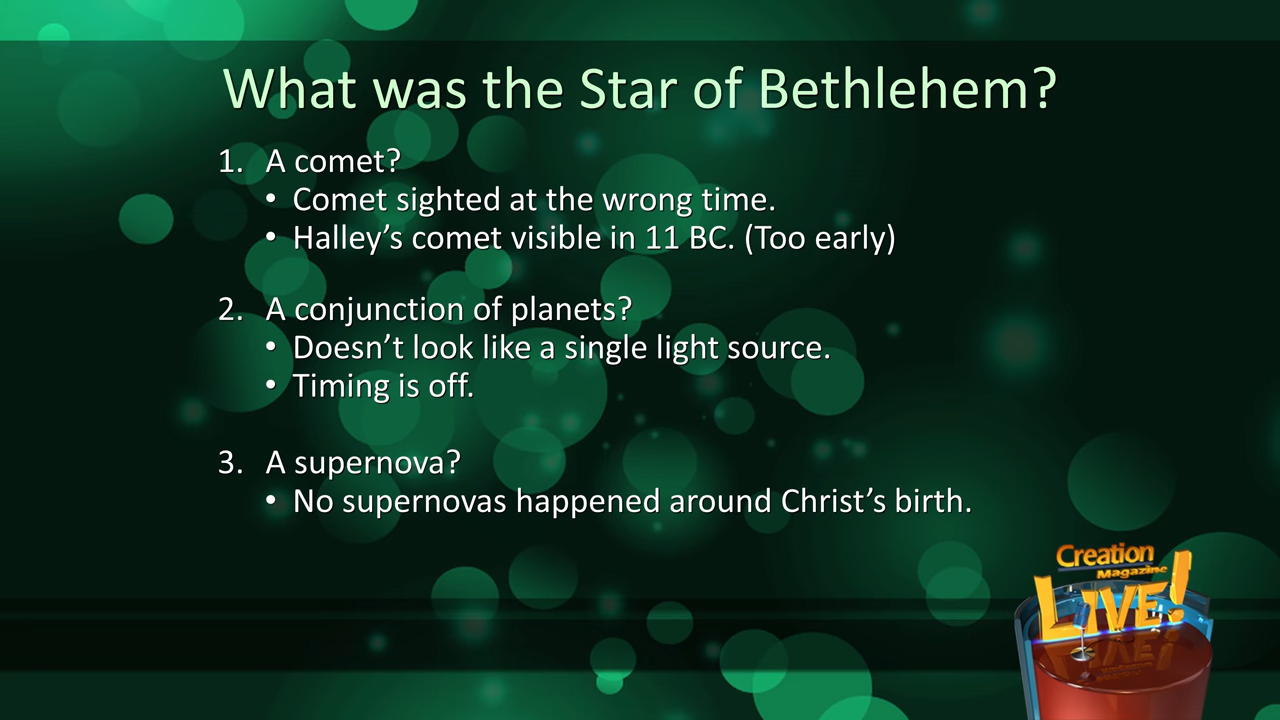 What was the Star of Bethlehem?
1. A comet?
• Comet sighted at the wrong time.
• Halley’s comet visible in 11 BC. (Too early)
2. A conjunction of planets?
• Doesn’t look like a single light source.
• Timing is off.
3. A supernova?
• No supernovas happened around Christ’s birth.
Creation
Magazine
LIVE!